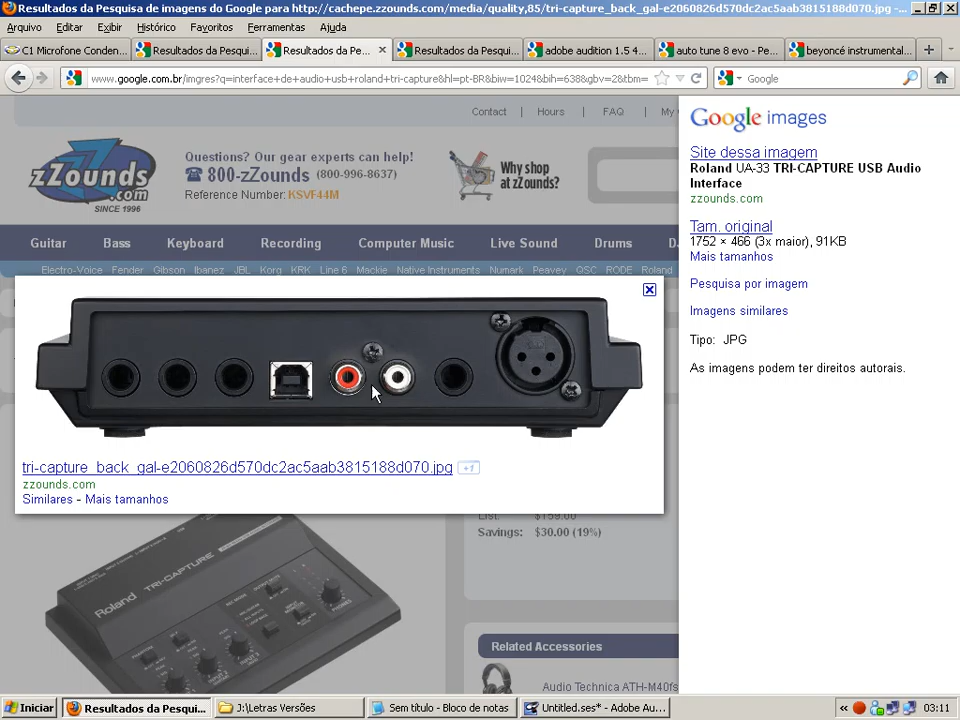 Resultados da Pesquisa de imagens do Google para http://cachepe.zzounds.com/media/quality,85/tri-capture_back_gal-e2060826d570dc2ac5aab3815188d070.jpg -...
Arquivo Editar Exibir Histórico Favoritos Ferramentas Ajuda
C1 Microfone Conden... Resultados da Pesqui... Resultados da Pe... Resultados da Pesqui... adobe audition 1.5 4... auto tune 8 evo - Pe... beyoncé instrumental...
www.google.com.br/imgres?q=interface+de+audio+usb+roland+tri-capture&hl=pt-BR&biw=1024&bih=638&gbv=2&tbm= Google
Contact | Hours | FAQ | My
Google images
zZounds.com
SINCE 1996
Questions? Our gear experts can help!
800-zZounds (800-996-8637)
Reference Number: KSVF44M
Why shop
at zZounds?
Site dessa imagem
Roland UA-33 TRI-CAPTURE USB Audio
Interface
zzounds.com
Tam. original
1752 × 466 (3x maior), 91KB
Mais tamanhos
Pesquisa por imagem
Imagens similares
Tipo: JPG
As imagens podem ter direitos autorais.
Guitar Bass Keyboard Recording Computer Music Live Sound Drums
Electro-Voice Fender Gibson Ibanez JBL Korg KRK Line 6 Mackie Native Instruments Numark Peavey QSC RODE Roland
tri-capture_back_gal-e2060826d570dc2ac5aab3815188d070.jpg +1
zzounds.com
Similares - Mais tamanhos
List: $159.00
Savings: $30.00 (19%)
Roland TRI-CAPTURE
Related Accessories
Audio Technica ATH-M40fs
Iniciar Resultados da Pesqui... J:\Letras Versões Sem título - Bloco de notas Untitled.ses* - Adobe Au... 03:11